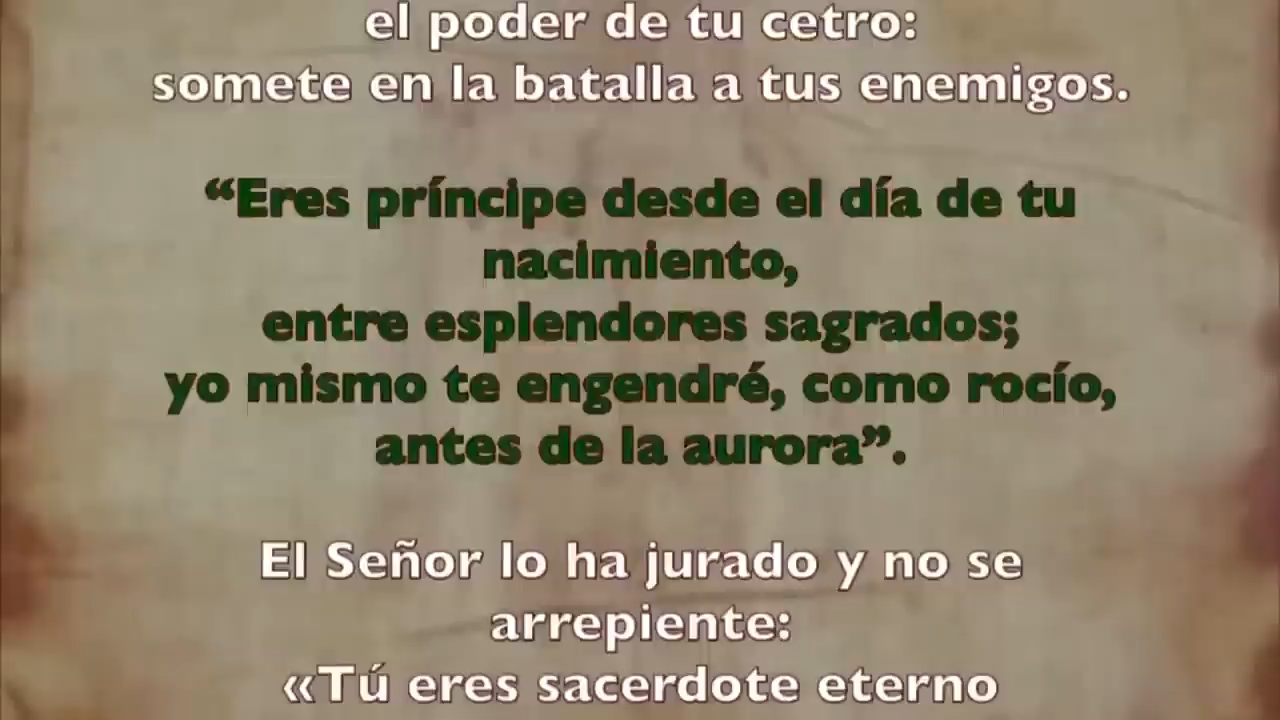 el poder de tu cetro:
somete en la batalla a tus enemigos.
“Eres príncipe desde el día de tu
nacimiento,
entre esplendores sagrados;
yo mismo te engendré, como rocío,
antes de la aurora”.
El Señor lo ha jurado y no se
arrepiente:
«Tú eres sacerdote eterno